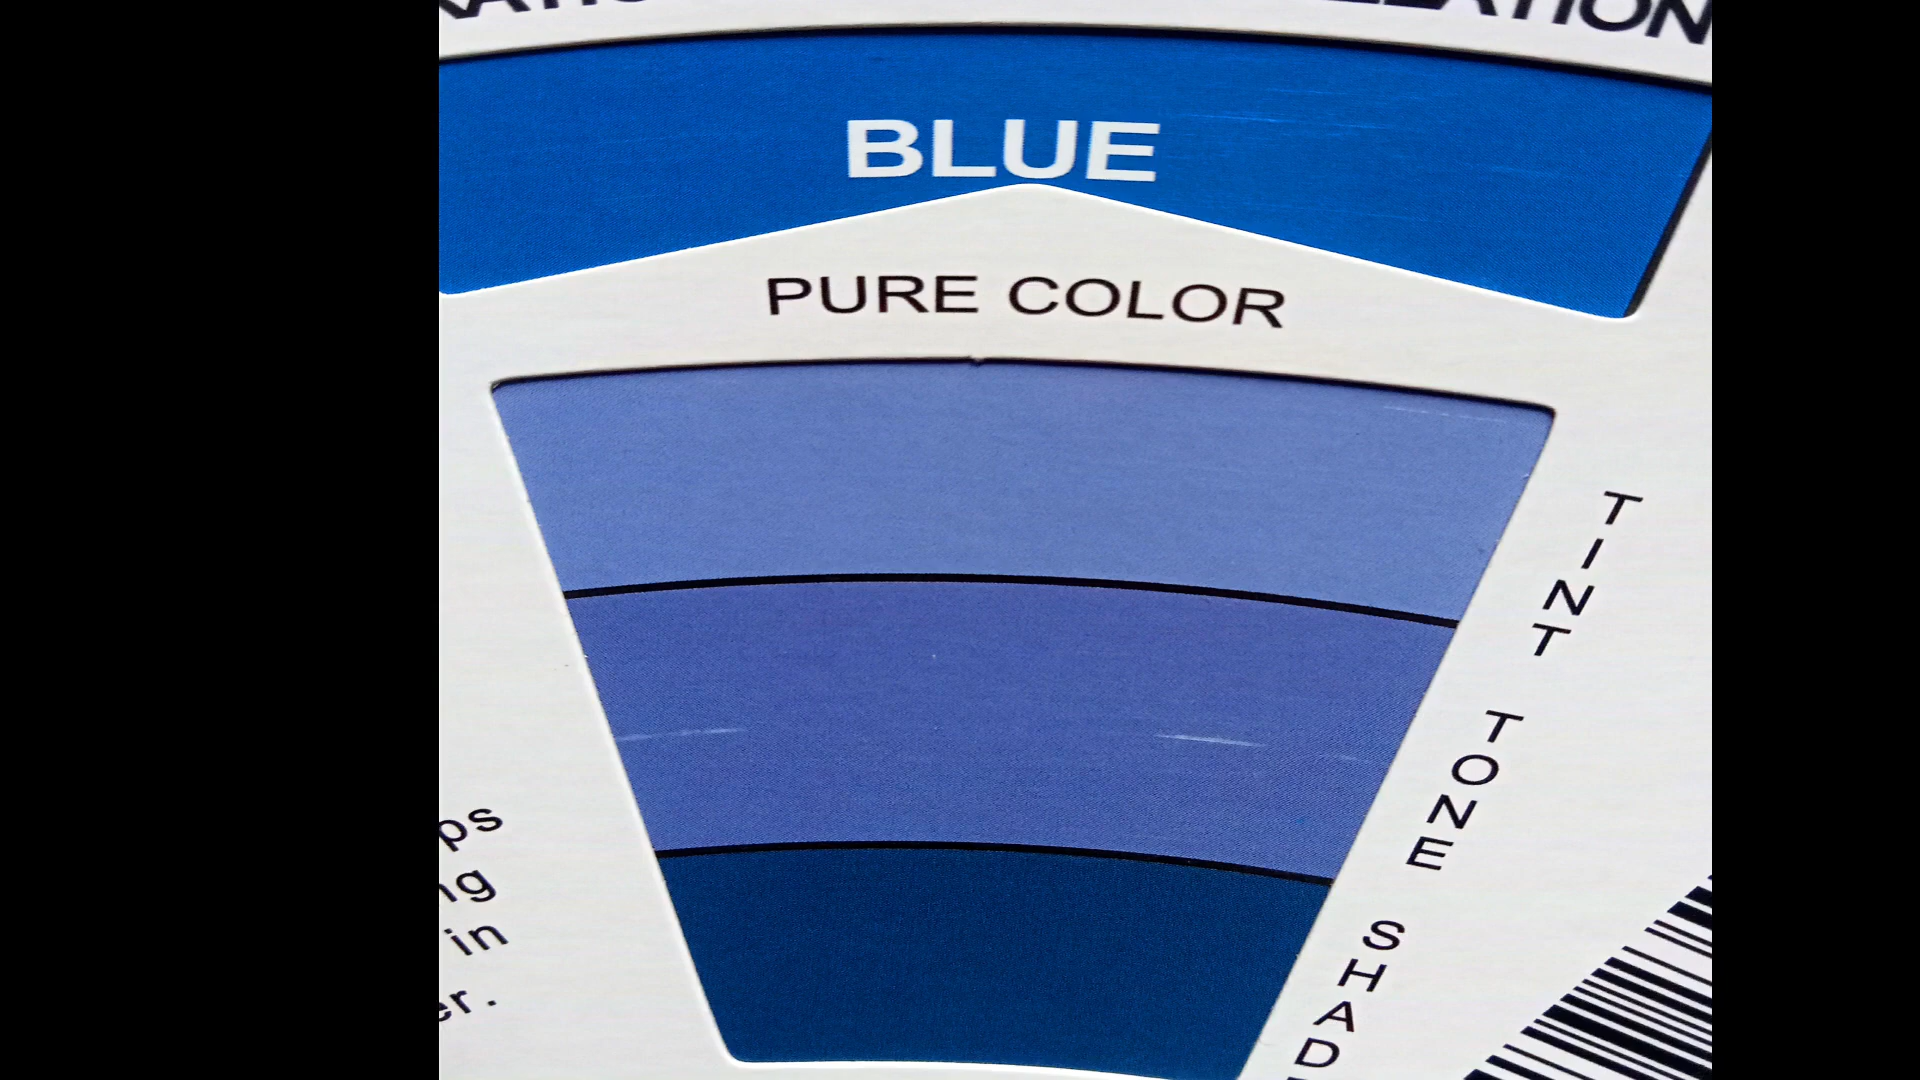 BLUE
PURE COLOR
TINT
TONE
SHAD
ps
ng
in
er.